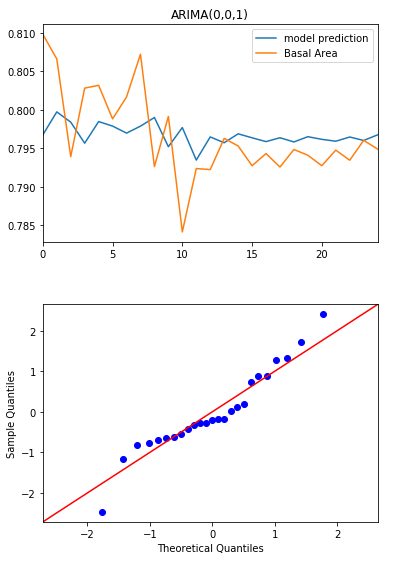 ARIMA(0,0,1)
0.810
0.805
0.800
0.795
0.790
0.785
model prediction
Basal Area
0 5 10 15 20
2
1
0
−1
−2
Sample Quantiles
−2 −1 0 1 2
Theoretical Quantiles